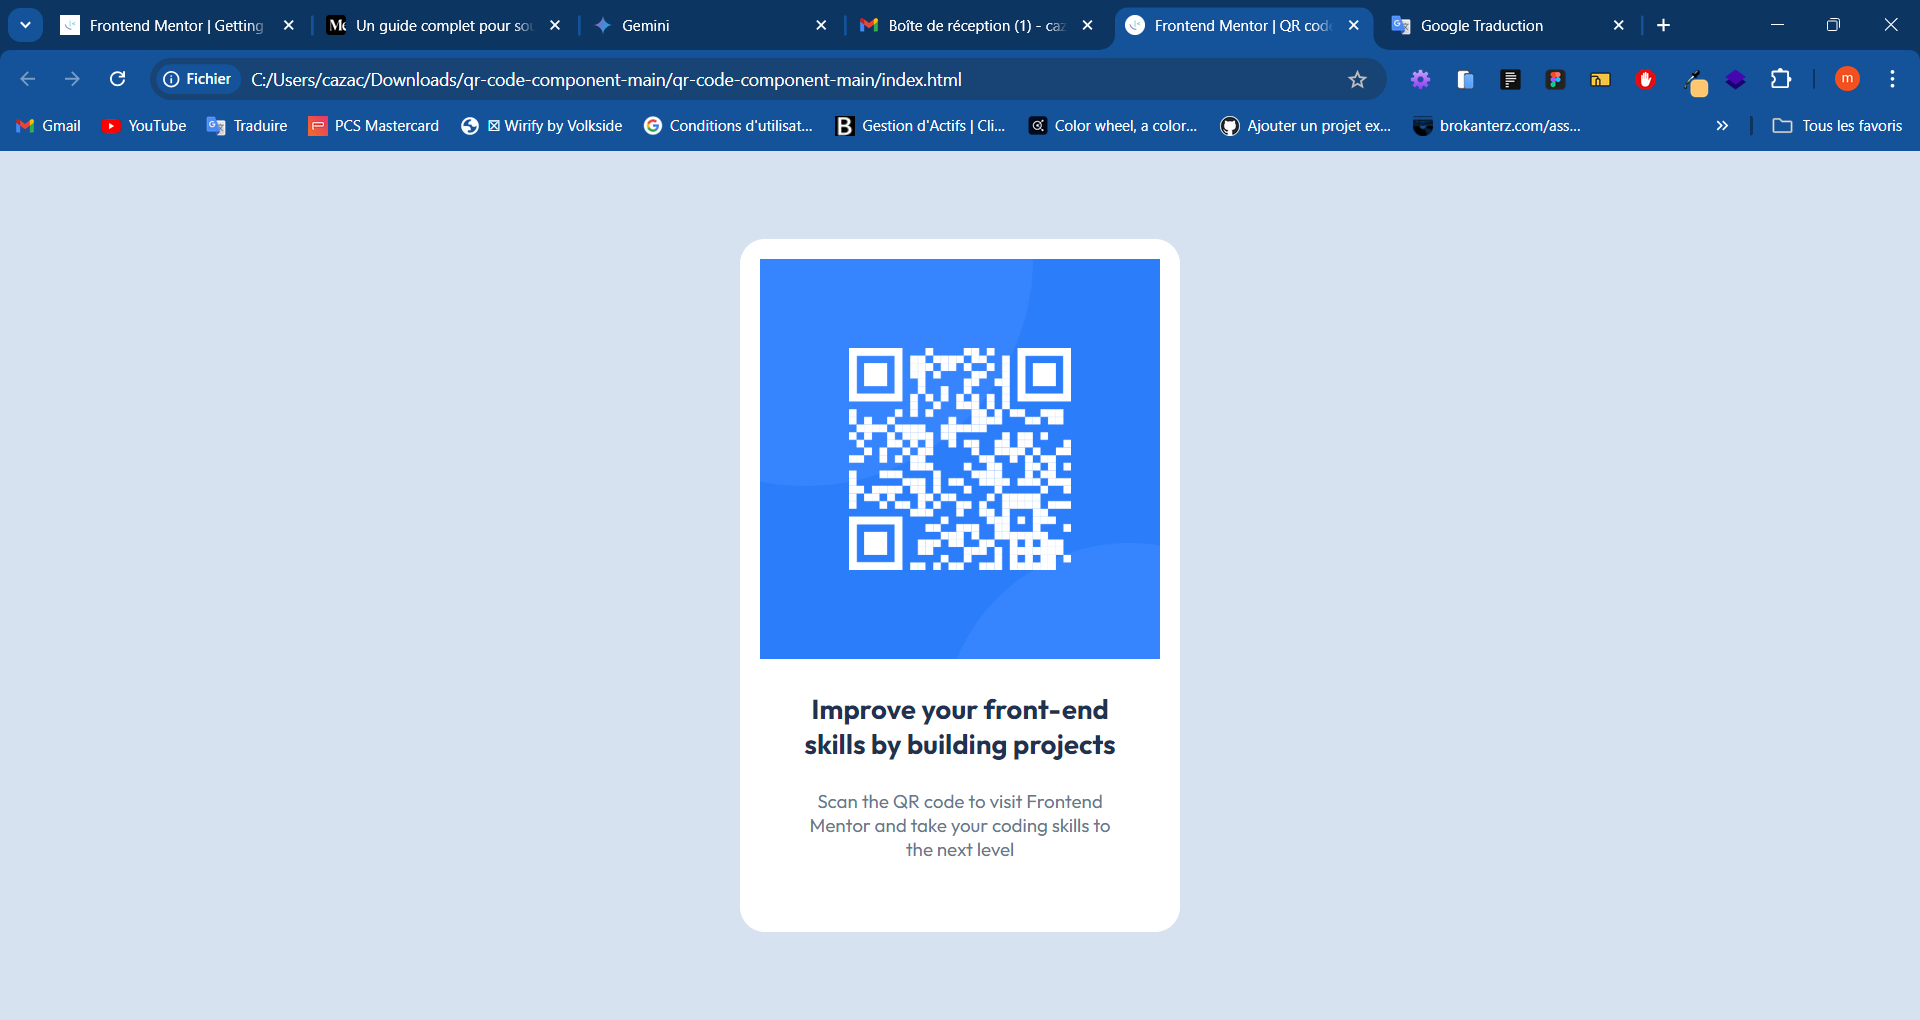 Frontend Mentor | Getting
Un guide complet pour so
Gemini
Boîte de réception (1) - caz
Frontend Mentor | QR code
Google Traduction
Fichier
C:/Users/cazac/Downloads/qr-code-component-main/qr-code-component-main/index.html
m
Gmail
YouTube
Traduire
PCS Mastercard
⊠ Wirify by Volkside
Conditions d'utilisat...
Gestion d'Actifs | Cli...
Color wheel, a color...
Ajouter un projet ex...
brokanterz.com/ass...
»
Tous les favoris
Improve your front-end
skills by building projects
Scan the QR code to visit Frontend
Mentor and take your coding skills to
the next level